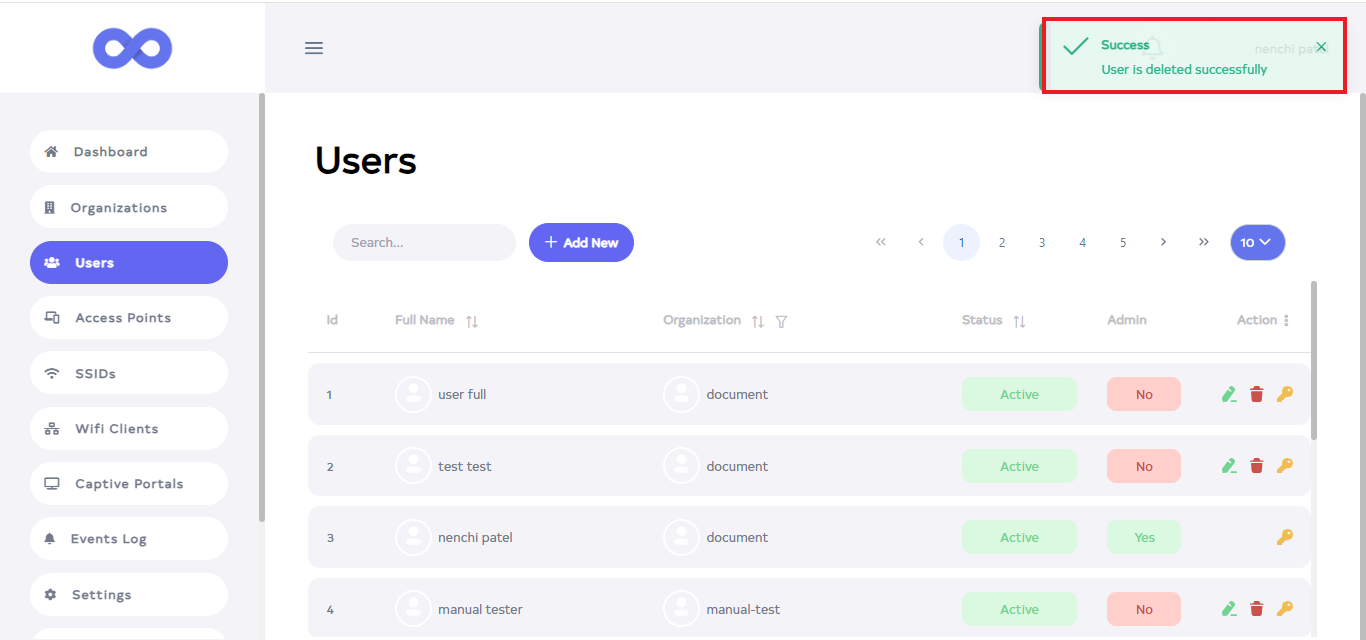 Success
User is deleted successfully
nenchi patel
Dashboard
Organizations
Users
Access Points
SSIDs
Wifi Clients
Captive Portals
Events Log
Settings
Users
Search...
Add New
1 2 3 4 5
10
Id Full Name Organization Status Admin Action
1 user full document Active No
2 test test document Active No
3 nenchi patel document Active Yes
4 manual tester manual-test Active No